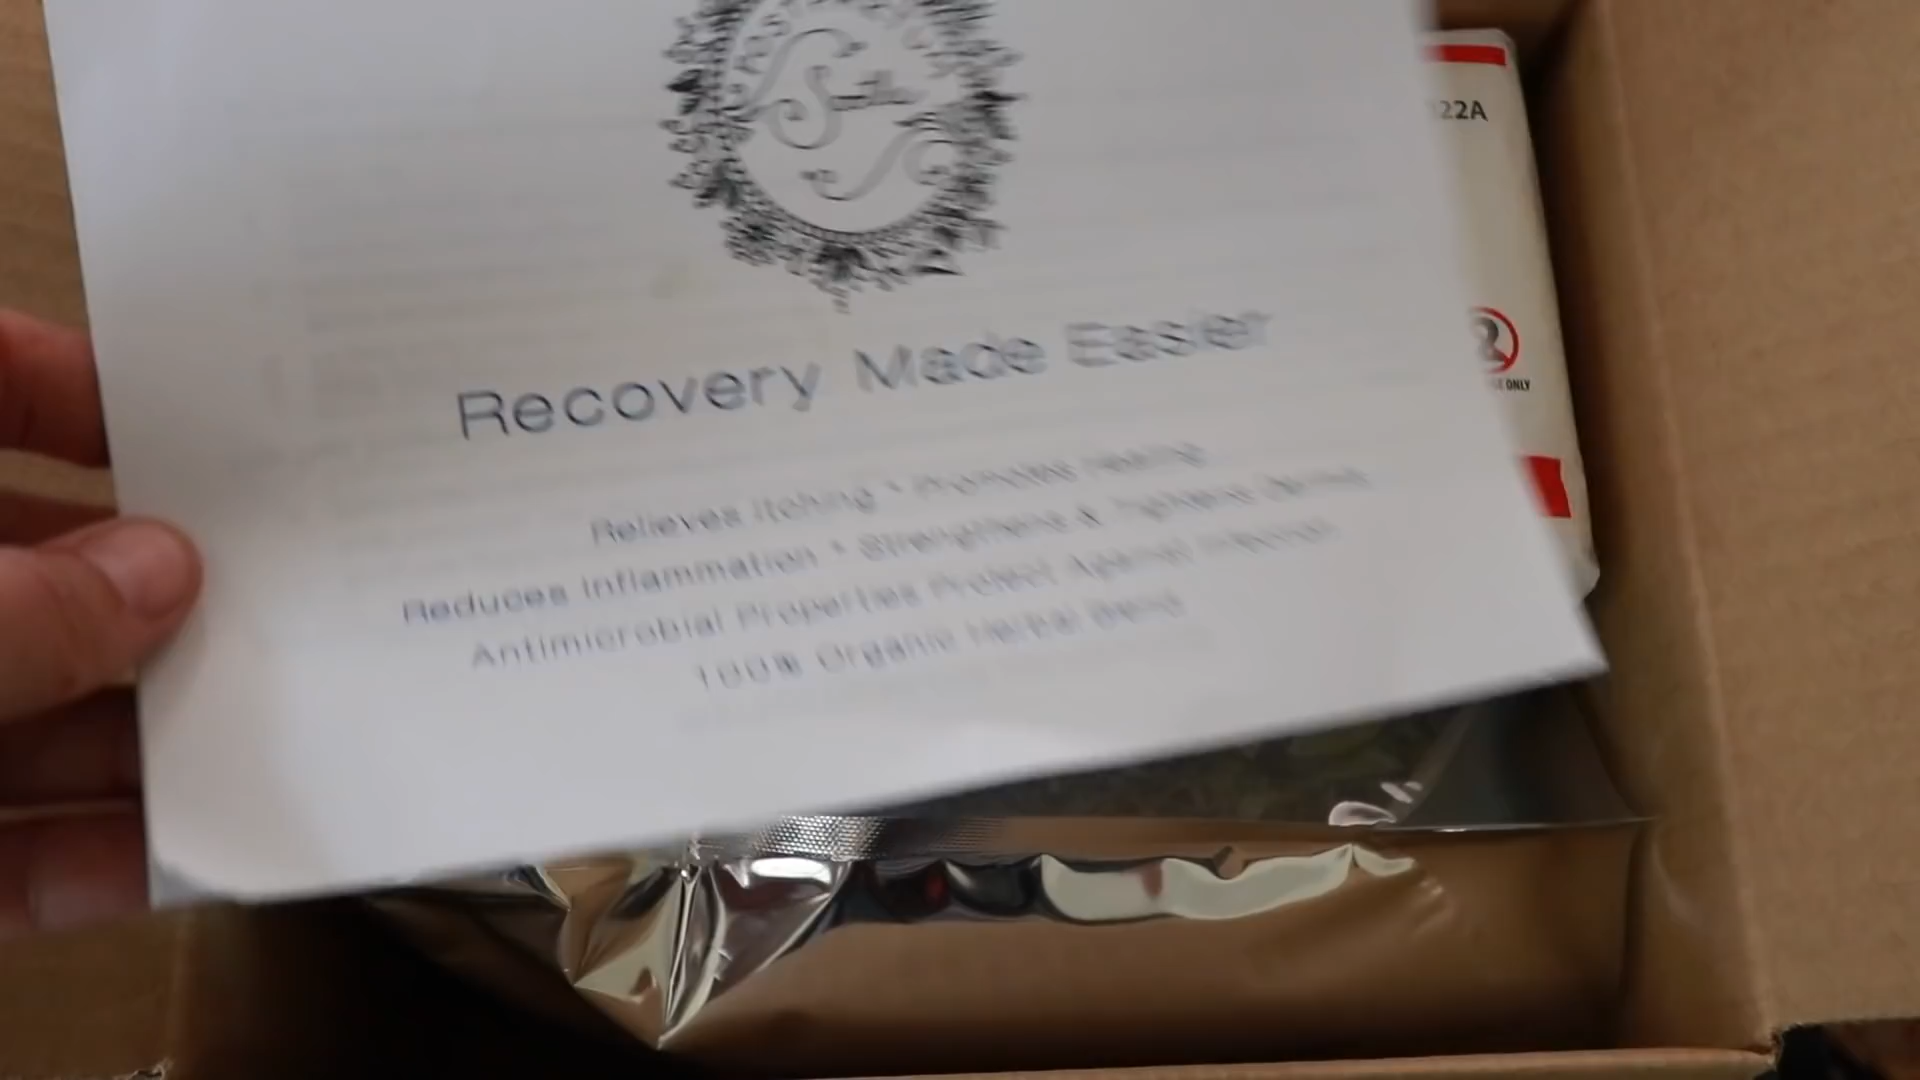 Recovery Made Easier
Relieves Itching * Promotes Healing
Reduces Inflammation * Strengthens & Tightens
Antimicrobial Properties Protect Against Infection
100% Organic Herbal Blend
22A
ONLY